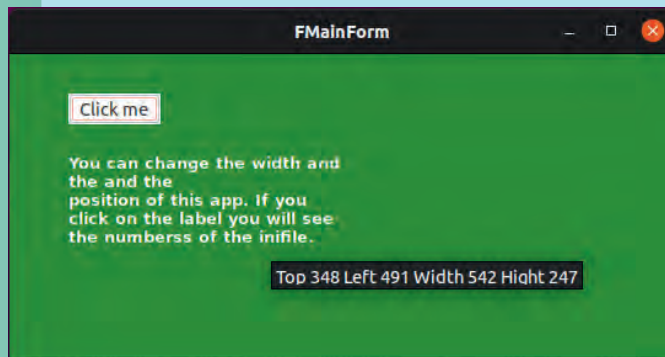 FMainForm
Click me
You can change the width and
the and the
position of this app. If you
click on the label you will see
the numberss of the inifile.
Top 348 Left 491 Width 542 Hight 247